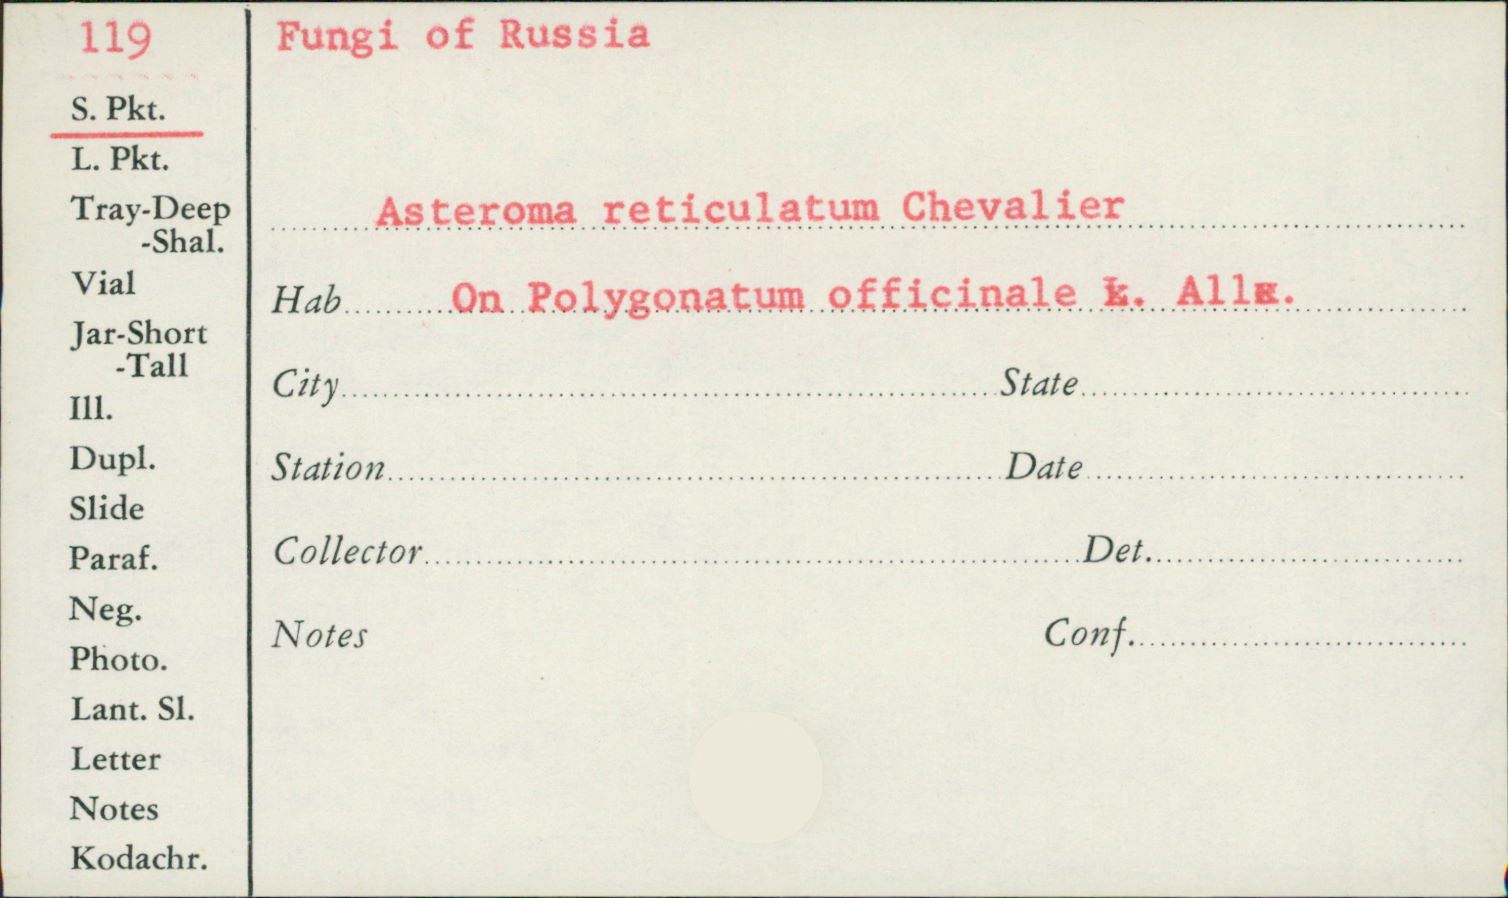 119
Fungi of Russia
S. Pkt.
L. Pkt.
Tray-Deep
-Shal.
Vial
Jar-Short
-Tall
Ill.
Dupl.
Slide
Paraf.
Neg.
Photo.
Lant. Sl.
Letter
Notes
Kodachr.
Asteroma reticulatum Chevalier
Hab. On Polygonatum officinale All.
City State
Station Date
Collector Det.
Notes Conf.